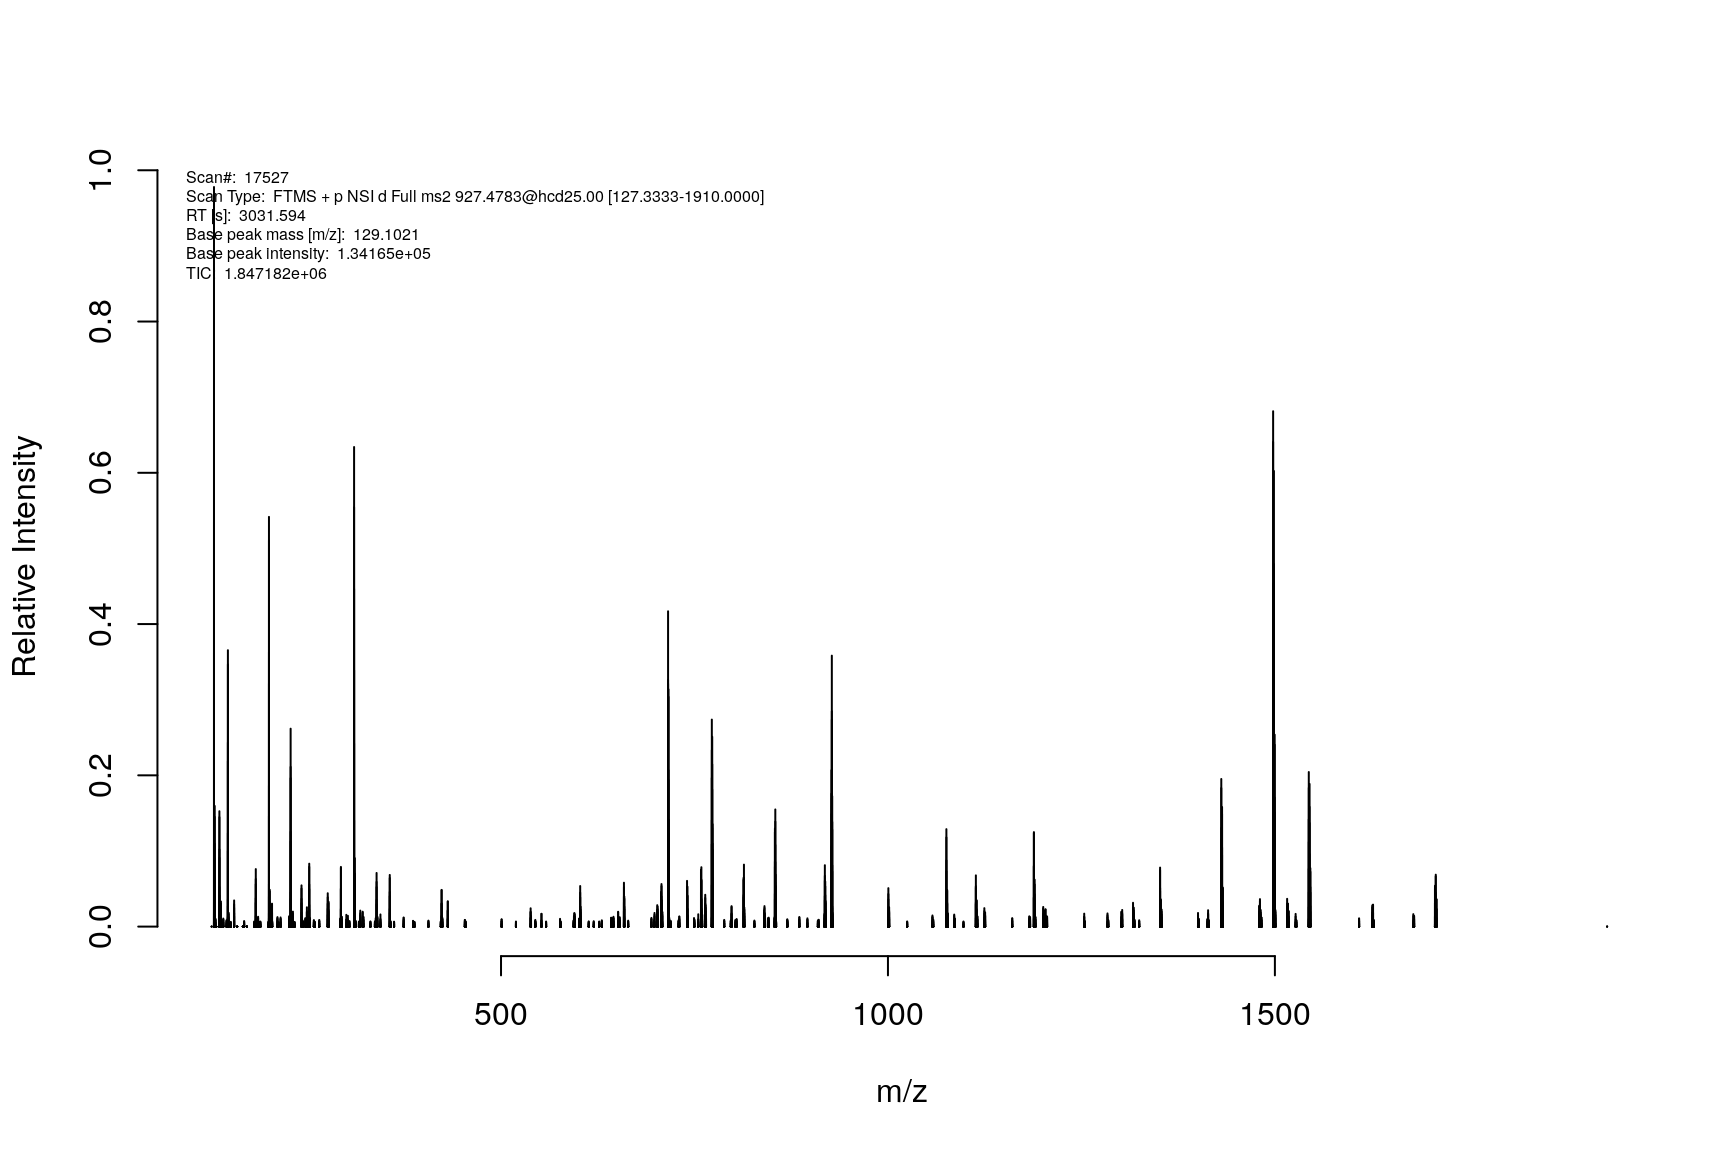 Scan#: 17527
Scan Type: FTMS + p NSI d Full ms2 927.4783@hcd25.00 [127.3333-1910.0000]
RT [s]: 3031.594
Base peak mass [m/z]: 129.1021
Base peak intensity: 1.34165e+05
TIC: 1.847182e+06
1.0
0.8
0.6
0.4
0.2
0.0
Relative Intensity
500 1000 1500
m/z